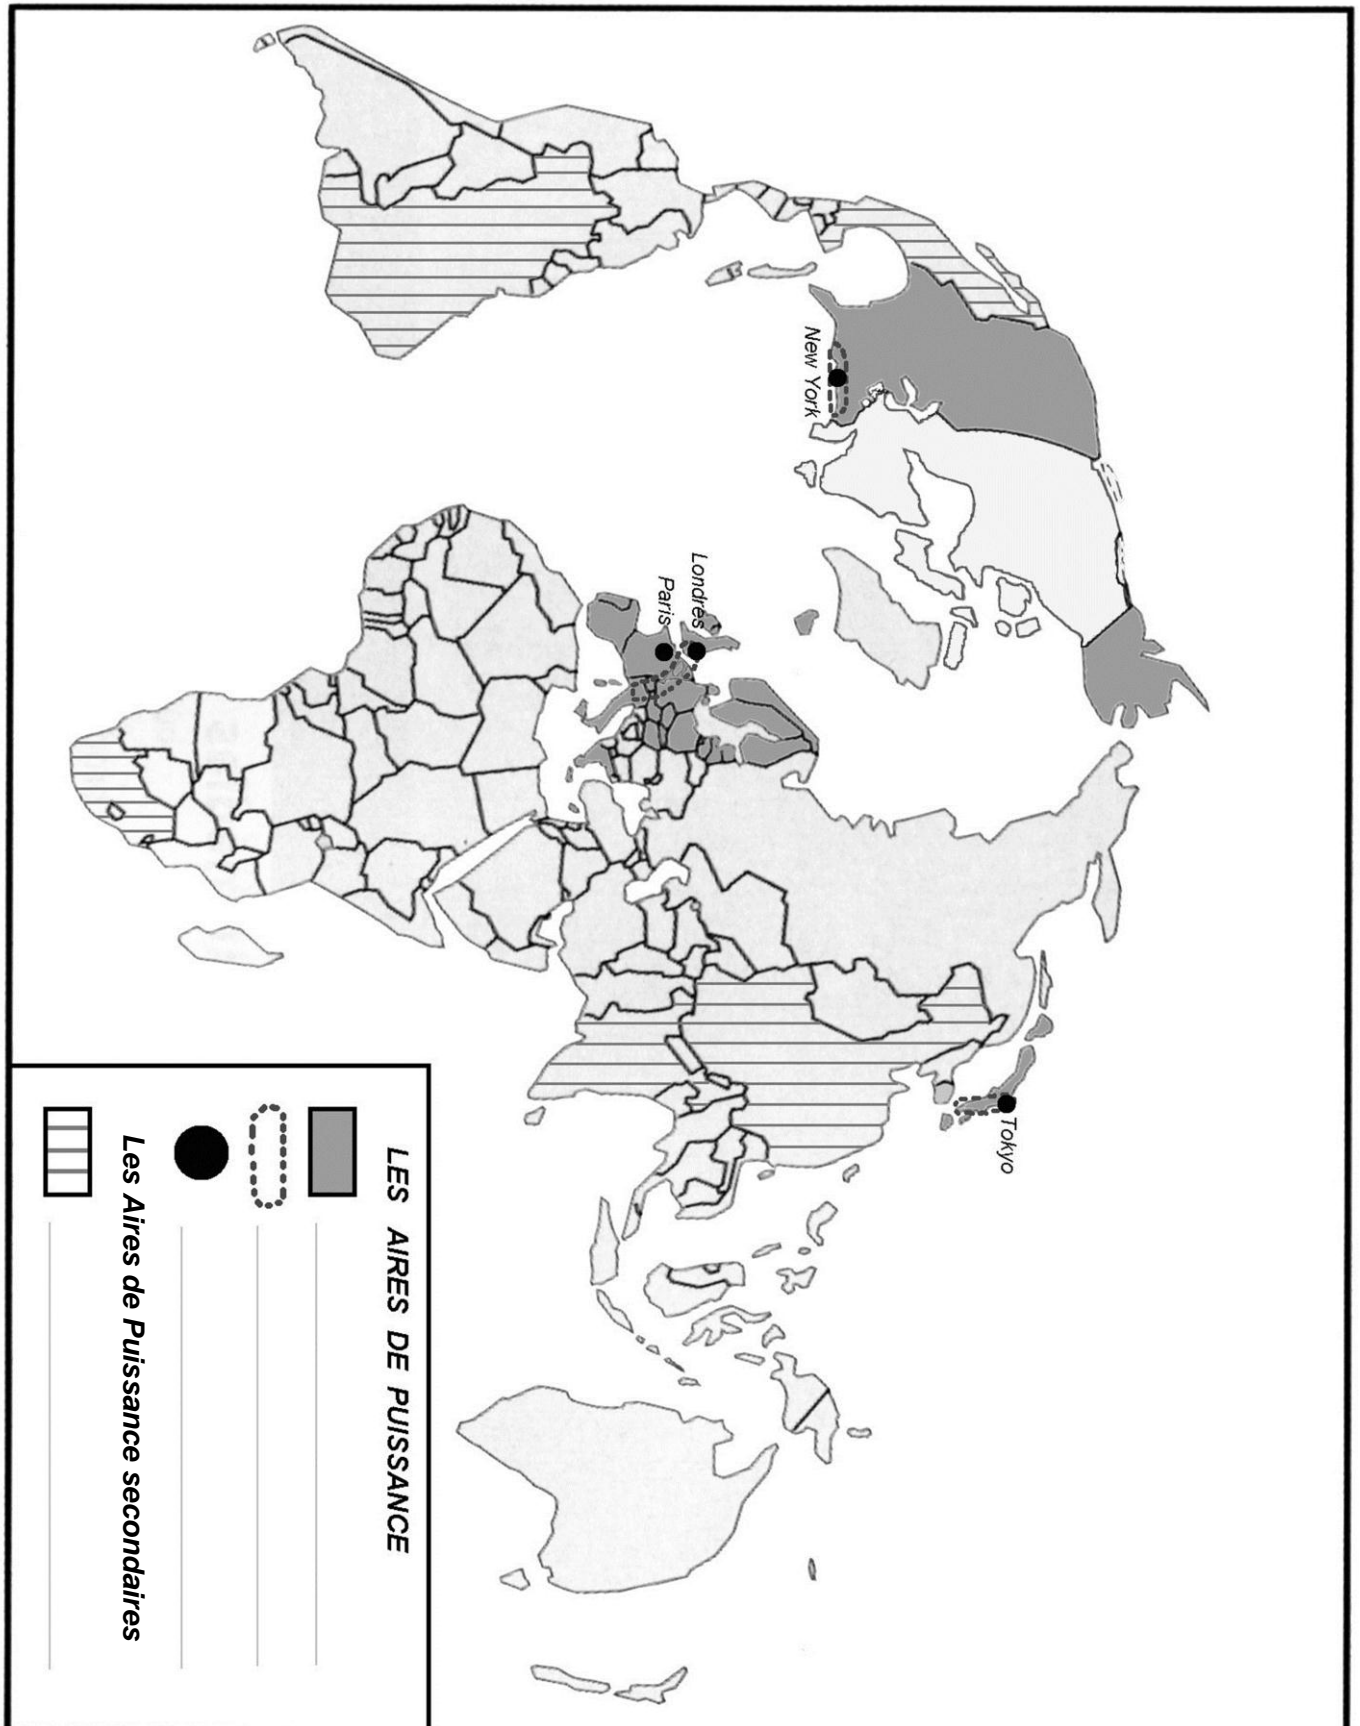 New York
Londres
Paris
Tokyo
LES AIRES DE PUISSANCE
Les Aires de Puissance secondaires